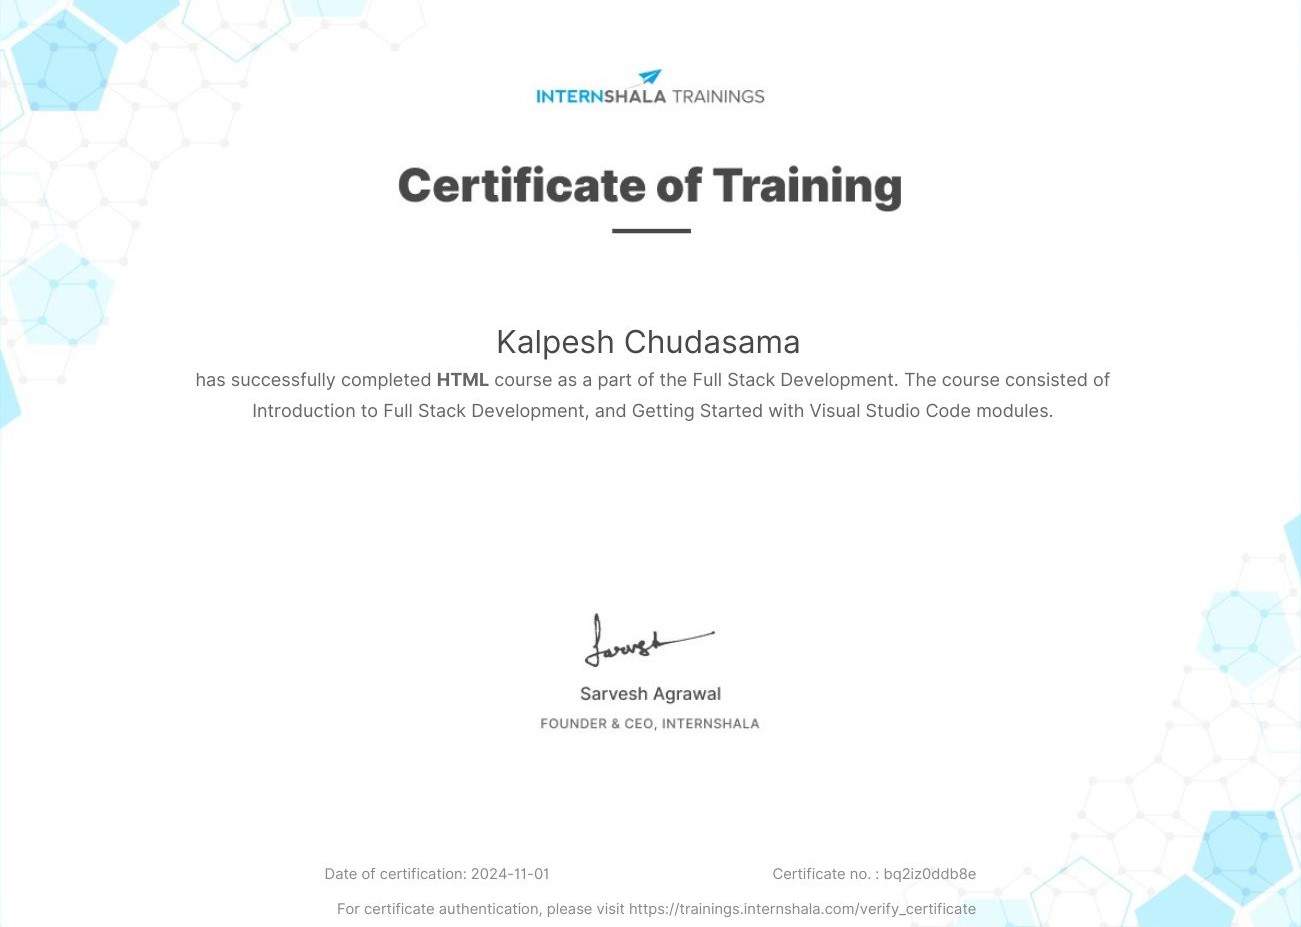 INTERNSHALA TRAININGS
Certificate of Training
Kalpesh Chudasama
has successfully completed HTML course as a part of the Full Stack Development. The course consisted of
Introduction to Full Stack Development, and Getting Started with Visual Studio Code modules.
Sarvesh
Sarvesh Agrawal
FOUNDER & CEO, INTERNSHALA
Date of certification: 2024-11-01
Certificate no. : bq2iz0ddb8e
For certificate authentication, please visit https://trainings.internshala.com/verify_certificate